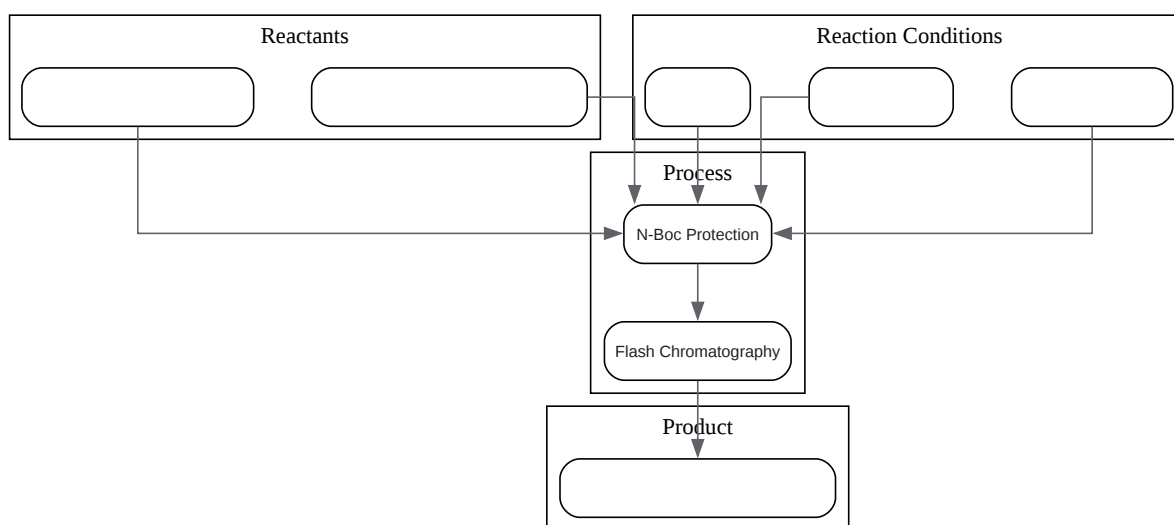 Reactants
Reaction Conditions
Process
N-Boc Protection
Flash Chromatography
Product